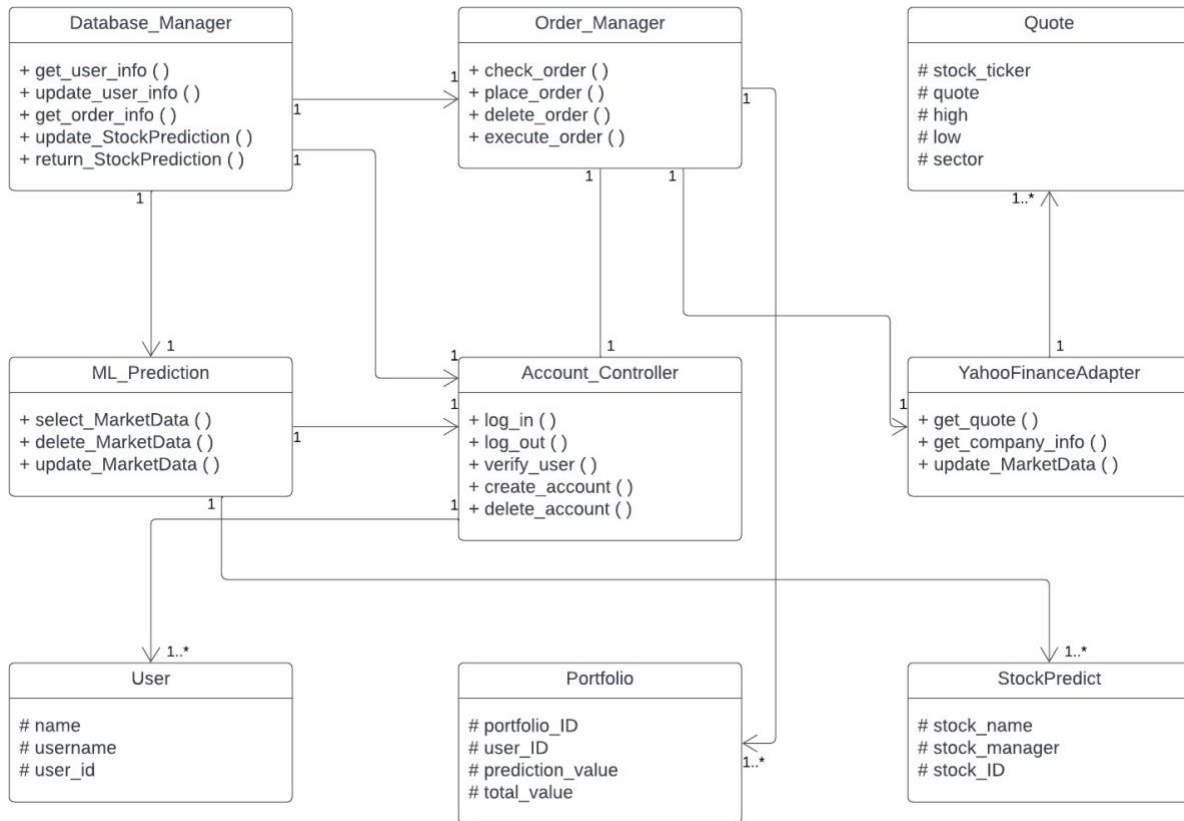 Database_Manager
+ get_user_info ( )
+ update_user_info ( )
+ get_order_info ( )
+ update_StockPrediction ( )
+ return_StockPrediction ( )
Order_Manager
+ check_order ( )
+ place_order ( )
+ delete_order ( )
+ execute_order ( )
Quote
# stock_ticker
# quote
# high
# low
# sector
1
1
1
1
1
1
1
1..*
1
1
1
1
1
ML_Prediction
+ select_MarketData ( )
+ delete_MarketData ( )
+ update_MarketData ( )
1
1
Account_Controller
+ log_in ( )
+ log_out ( )
+ verify_user ( )
+ create_account ( )
+ delete_account ( )
1
YahooFinanceAdapter
+ get_quote ( )
+ get_company_info ( )
+ update_MarketData ( )
1
1
1..*
1..*
User
# name
# username
# user_id
Portfolio
# portfolio_ID
# user_ID
# prediction_value
# total_value
1..*
StockPredict
# stock_name
# stock_manager
# stock_ID